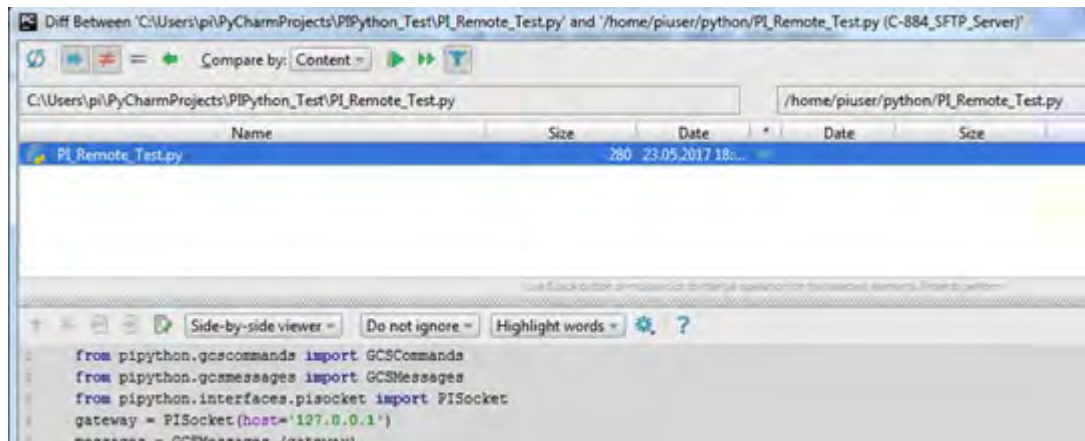 Diff Between 'C:\Users\pi\PyCharmProjects\PIPython_Test\PI_Remote_Test.py' and '/home/piuser/python/PI_Remote_Test.py (C-884_SFTP_Server)'
Compare by: Content
C:\Users\pi\PyCharmProjects\PIPython_Test\PI_Remote_Test.py /home/piuser/python/PI_Remote_Test.py
Name Size Date * Date Size
PI_Remote_Test.py 280 23.05.2017 18:...
Side-by-side viewer Do not ignore Highlight words ?
from pipython.gcscommands import GCSCommands
from pipython.gcsmessages import GCSMessages
from pipython.interfaces.pisocket import PISocket
gateway = PISocket(host='127.0.0.1')
messages = GCSMessages (gateway)